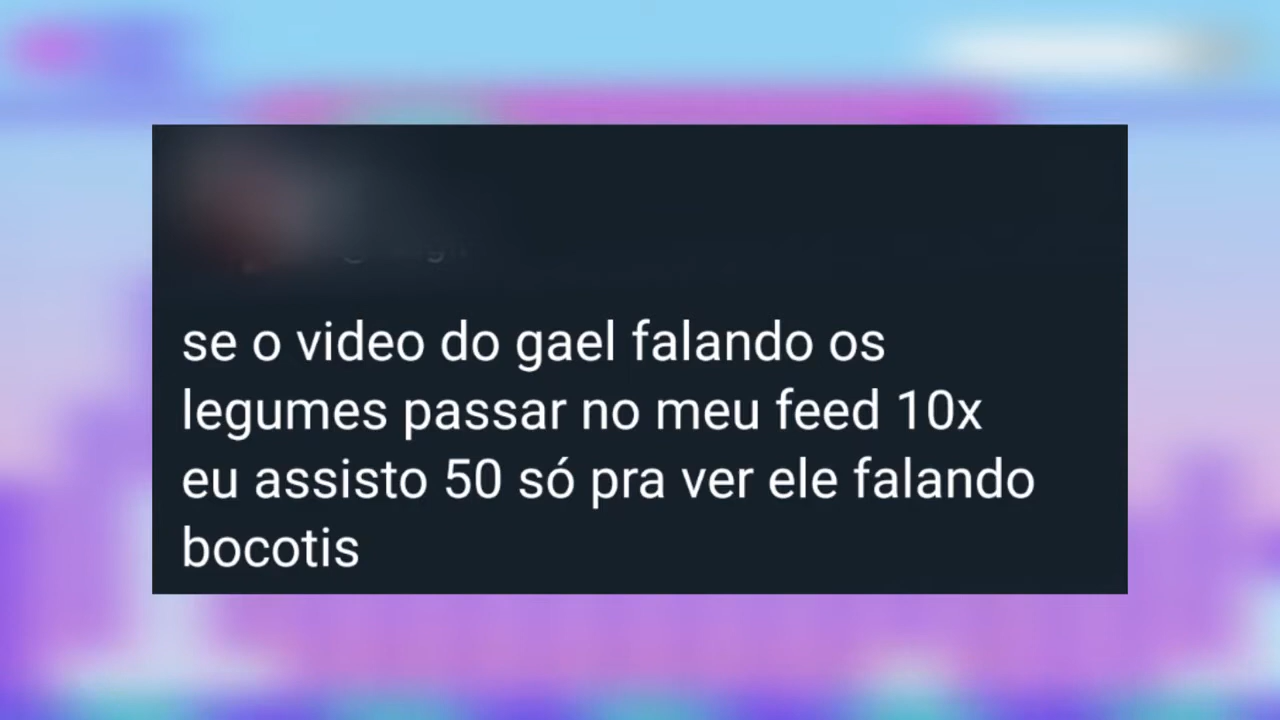 se o video do gael falando os
legumes passar no meu feed 10x
eu assisto 50 só pra ver ele falando
bocotis